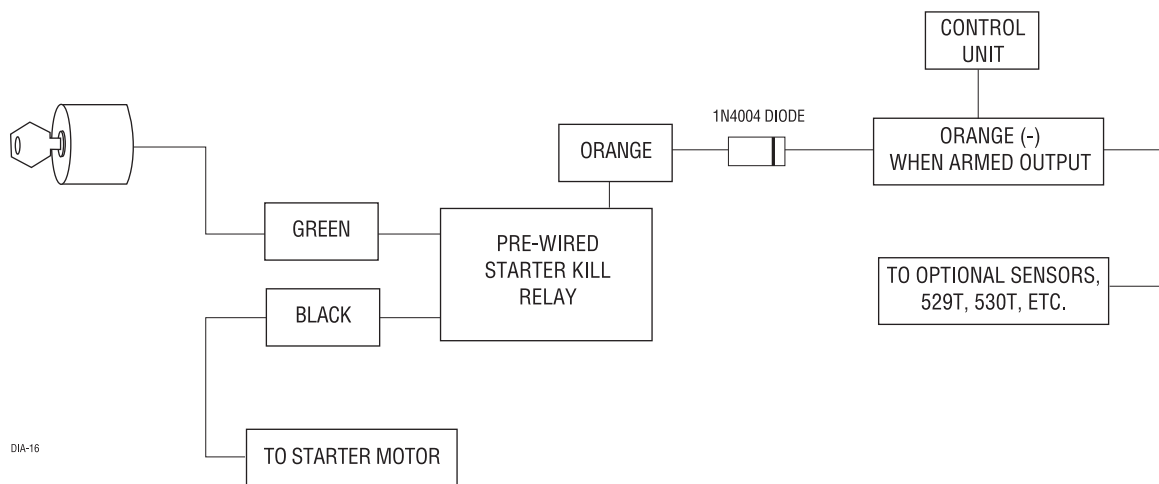 CONTROL
UNIT
1N4004 DIODE
ORANGE
ORANGE (-)
WHEN ARMED OUTPUT
GREEN
PRE-WIRED
STARTER KILL
RELAY
TO OPTIONAL SENSORS,
529T, 530T, ETC.
BLACK
DIA-16
TO STARTER MOTOR